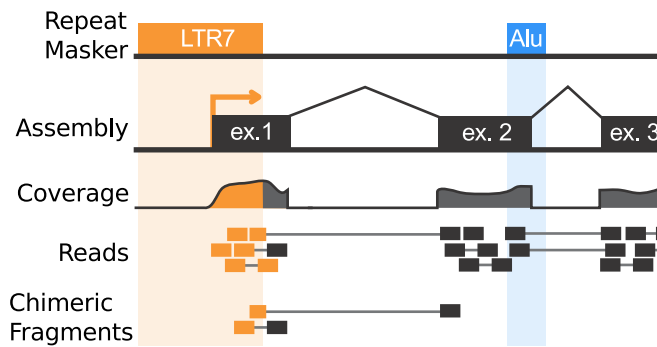 Repeat
Masker
LTR7
Alu
Assembly
ex.1
ex. 2
ex. 3
Coverage
Reads
Chimeric
Fragments